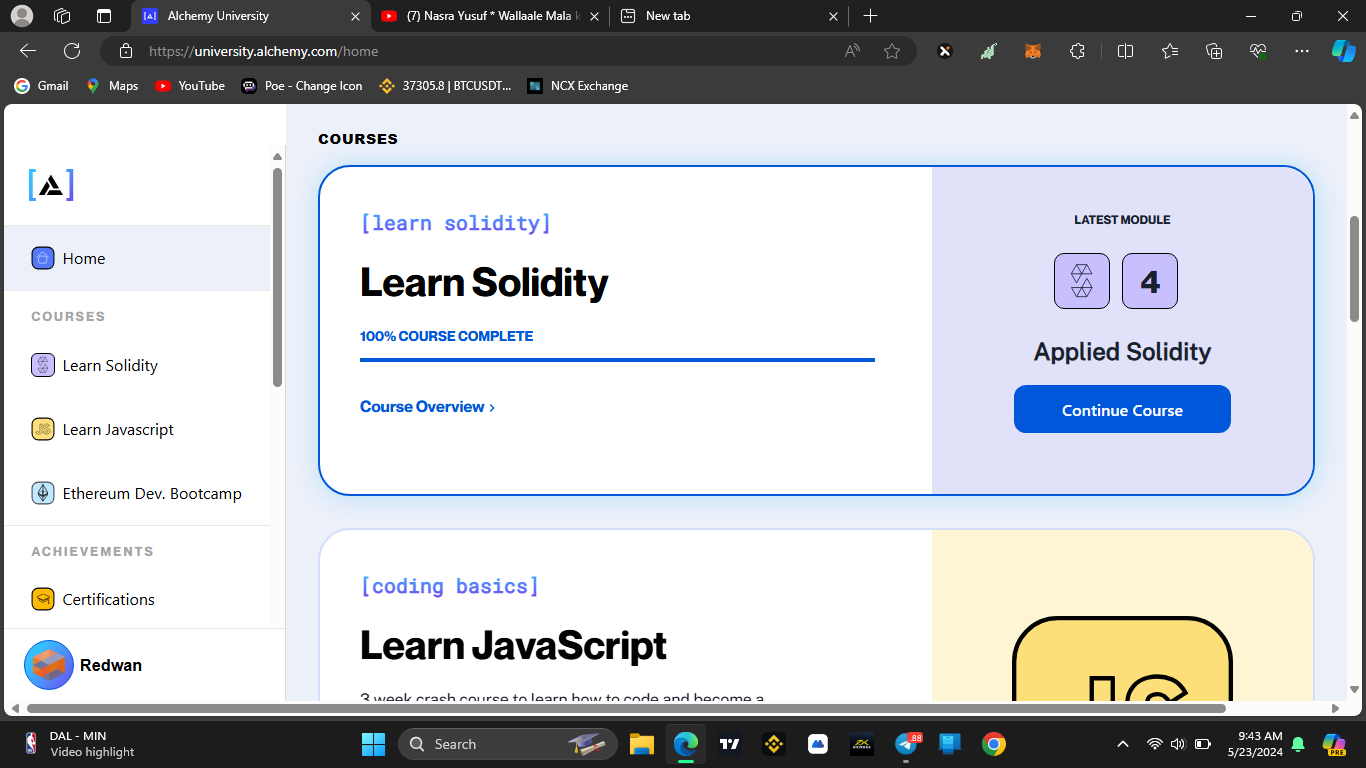 Alchemy University
(7) Nasra Yusuf * Wallaale Mala k
New tab
https://university.alchemy.com/home
Gmail
Maps
YouTube
Poe - Change Icon
37305.8 | BTCUSDT...
NCX Exchange
[A]
Home
COURSES
Learn Solidity
Learn Javascript
Ethereum Dev. Bootcamp
ACHIEVEMENTS
Certifications
Redwan
COURSES
[learn solidity]
Learn Solidity
100% COURSE COMPLETE
Course Overview ›
LATEST MODULE
4
Applied Solidity
Continue Course
[coding basics]
Learn JavaScript
3 week crash course to learn how to code and become a
JS
DAL - MIN
Video highlight
Search
88
9:43 AM
5/23/2024
PRE